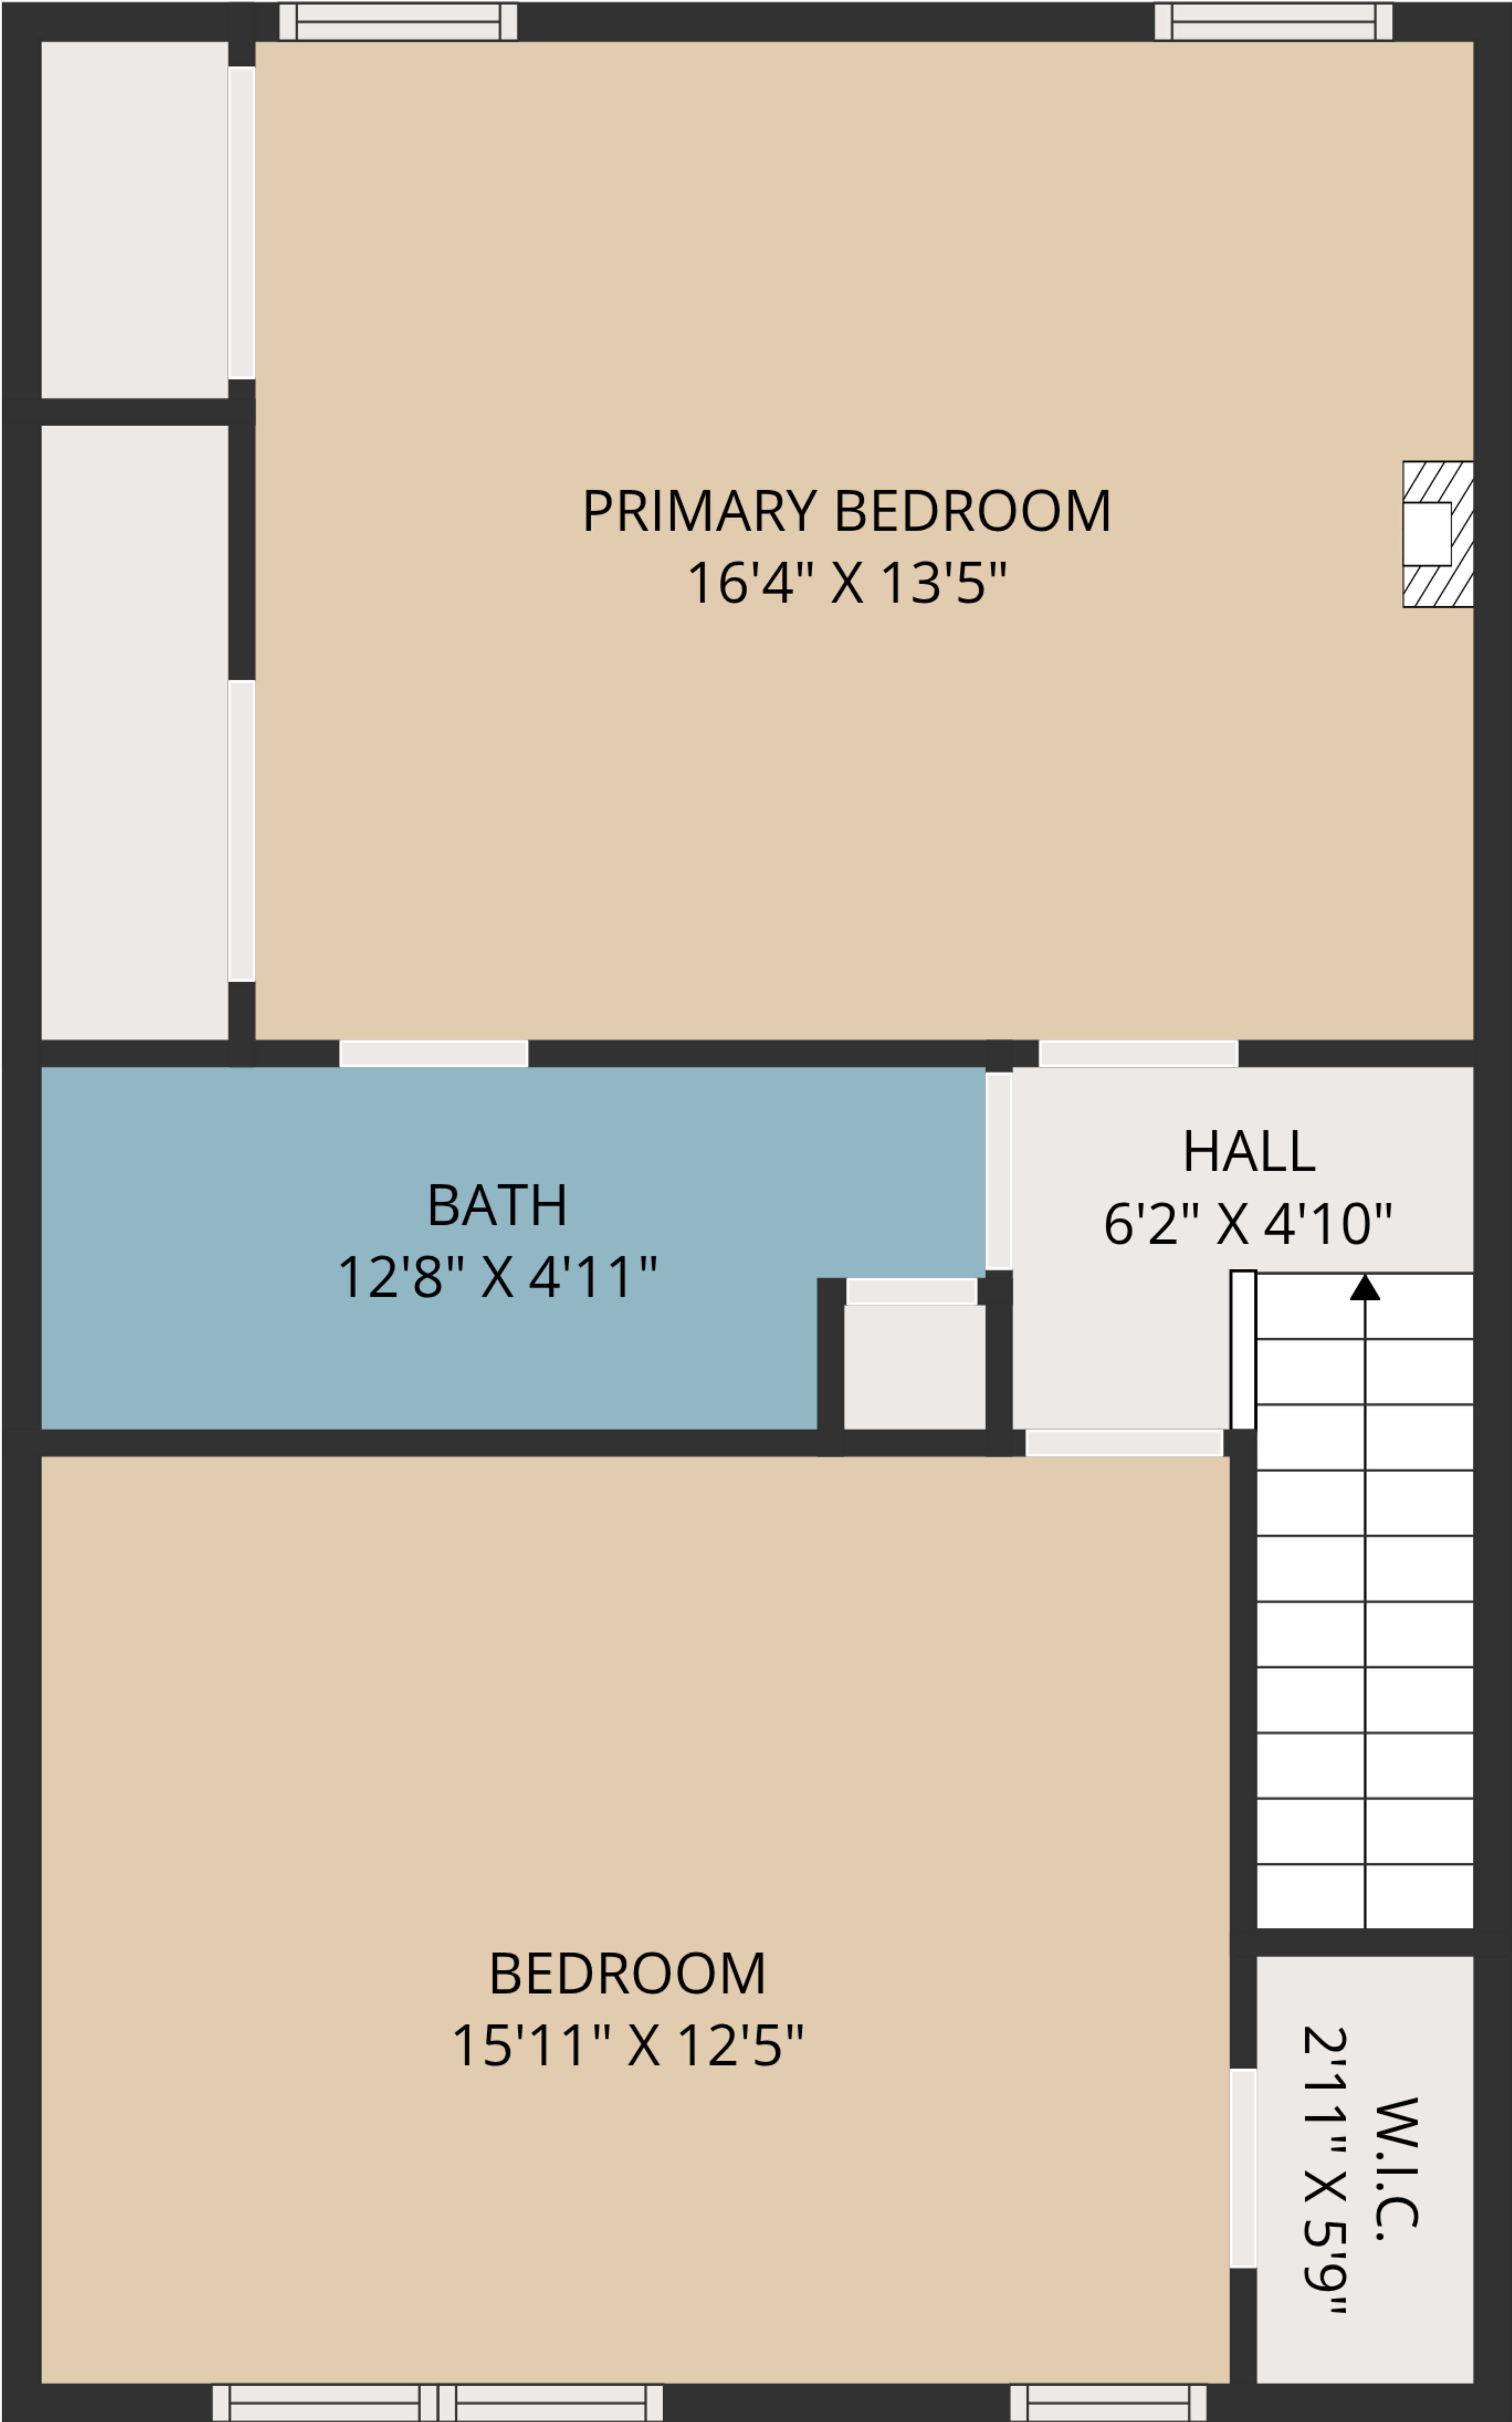 PRIMARY BEDROOM
16'4" X 13'5"
HALL
6'2" X 4'10"
BATH
12'8" X 4'11"
BEDROOM
15'11" X 12'5"
W.I.C.
2'11" X 5'9"